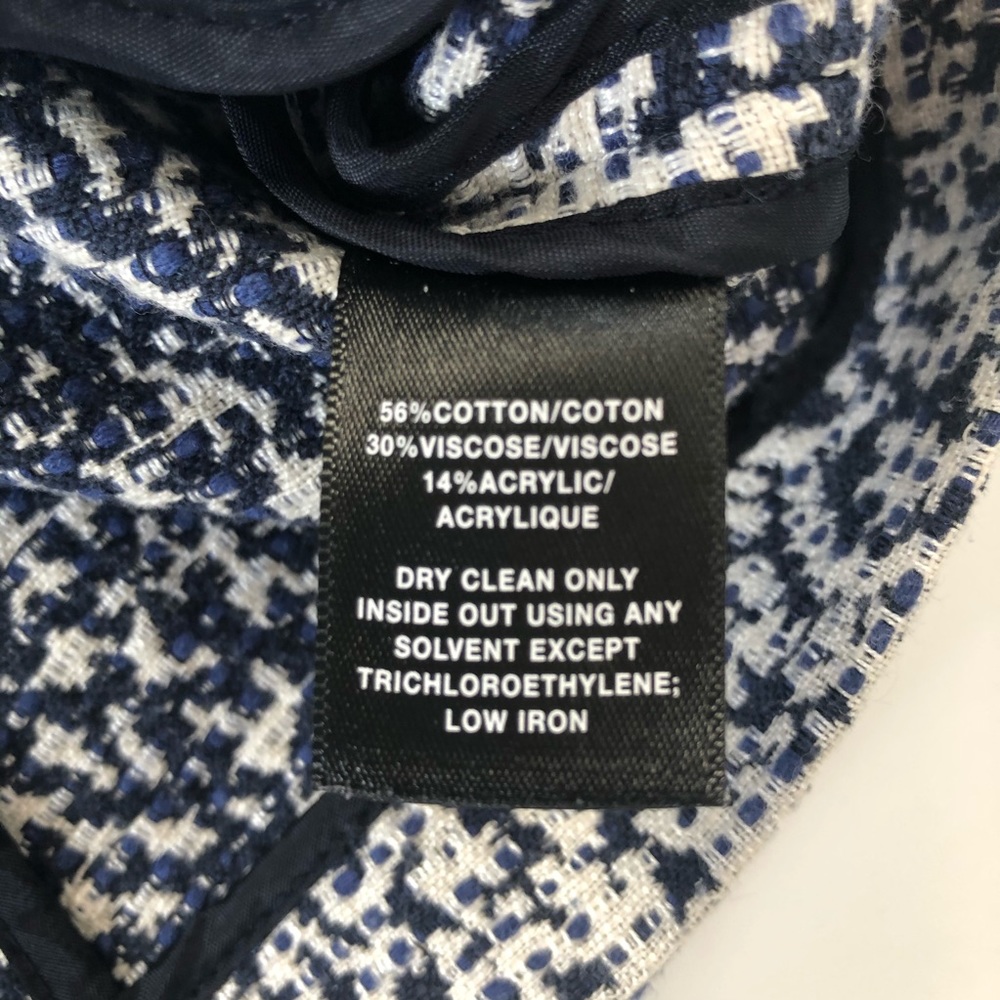 56%COTTON/COTON
30%VISCOSE/VISCOSE
14%ACRYLIC/
ACRYLIQUE
DRY CLEAN ONLY
INSIDE OUT USING ANY
SOLVENT EXCEPT
TRICHLOROETHYLENE;
LOW IRON